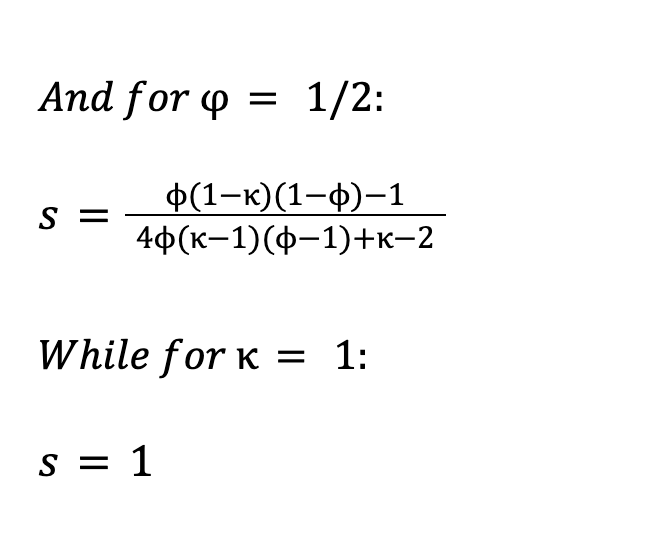 And for φ = 1/2:
s = ϕ(1−κ)(1−ϕ)−1 / 4ϕ(κ−1)(ϕ−1)+κ−2
While for κ = 1:
s = 1